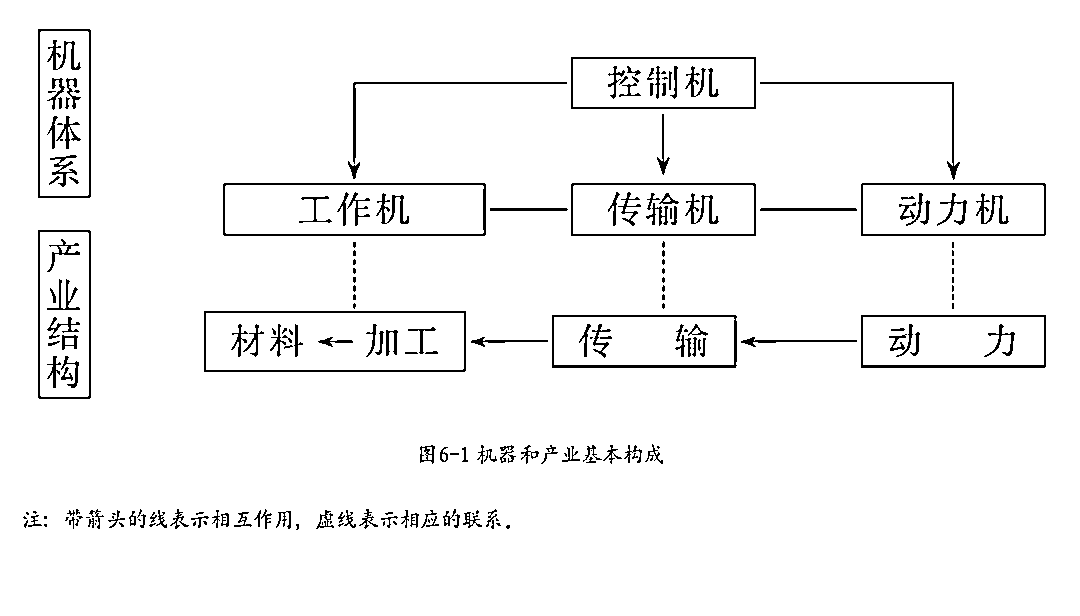 机器体系
控制机
工作机
传输机
动力机
产业结构
材料 ← 加工
传 输
动 力
图6-1 机器和产业基本构成
注：带箭头的线表示相互作用，虚线表示相应的联系．